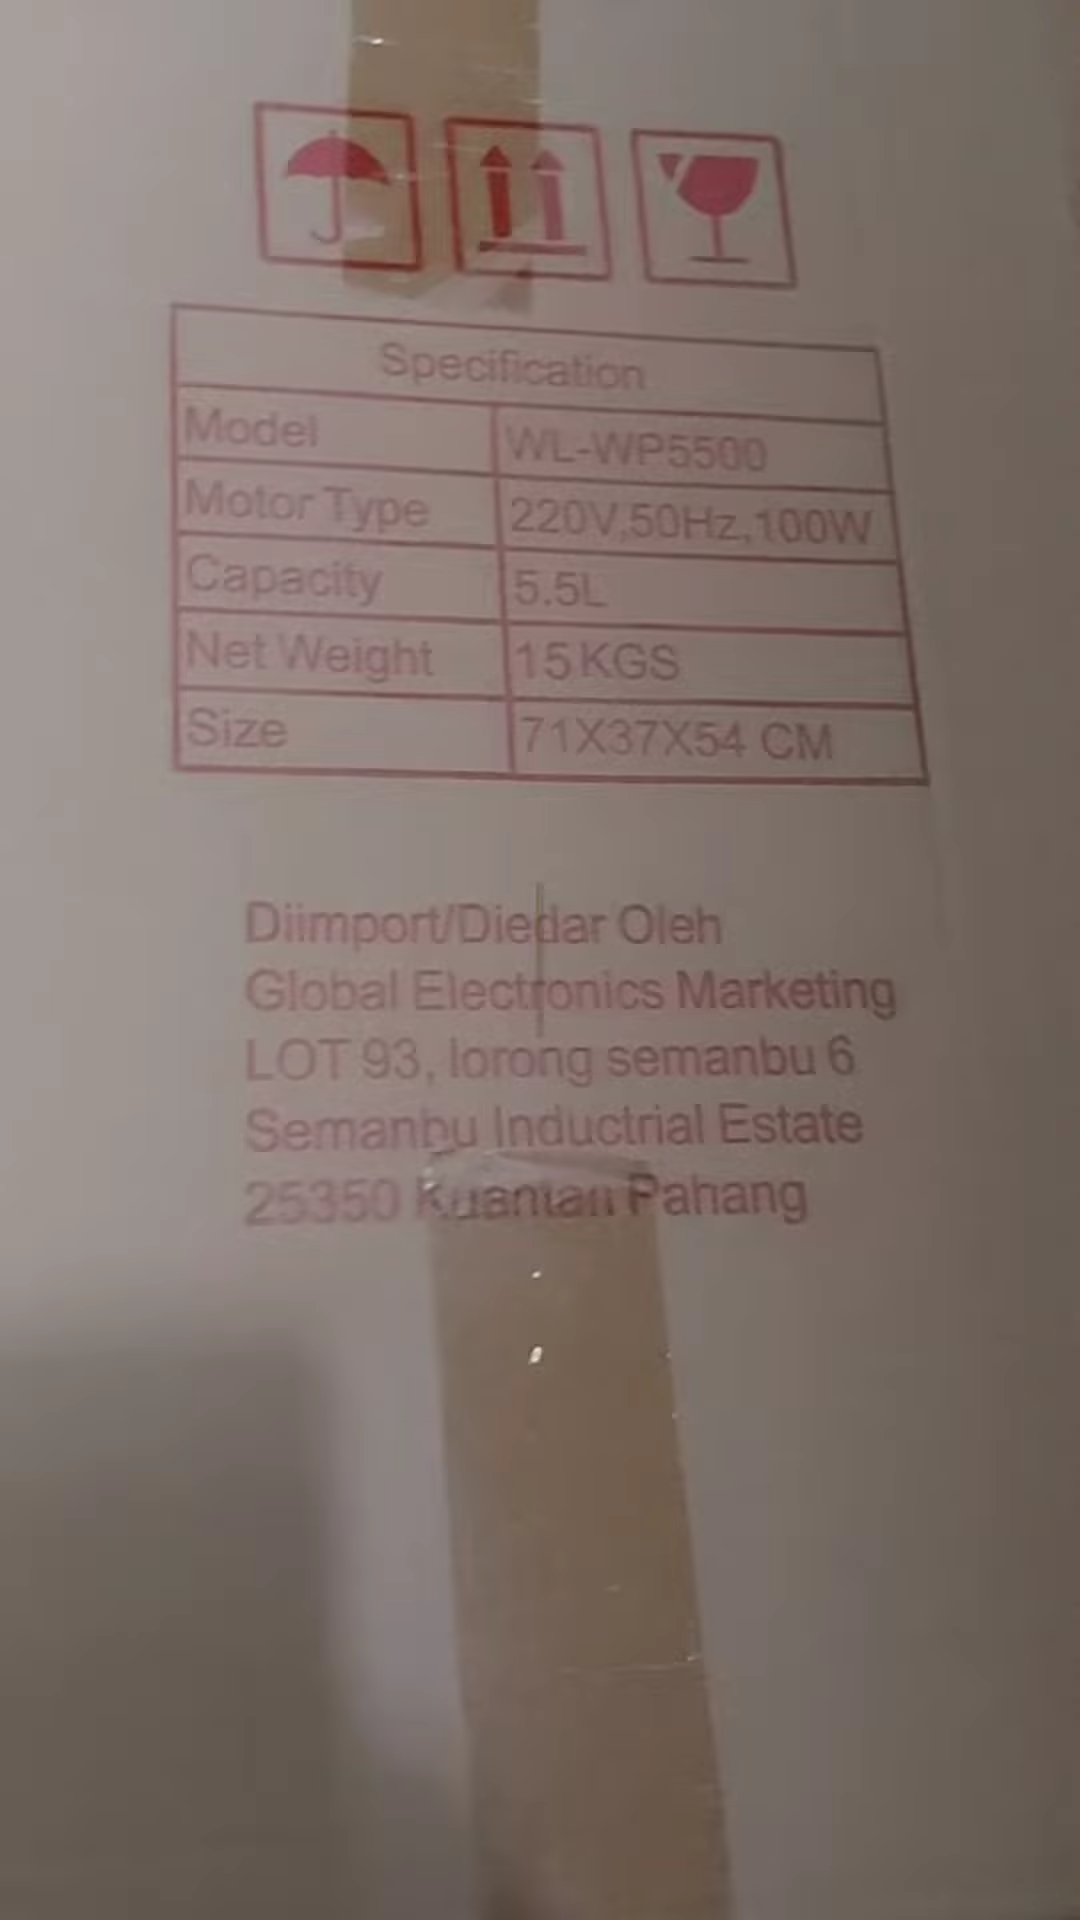 Specification
Model WL-WP5500
Motor Type 220V,50Hz,100W
Capacity 5.5L
Net Weight 15KGS
Size 71X37X54 CM
Diimport/Diedar Oleh
Global Electronics Marketing
LOT 93, lorong semanbu 6
Semanbu Inductrial Estate
25350 Kuantan Pahang